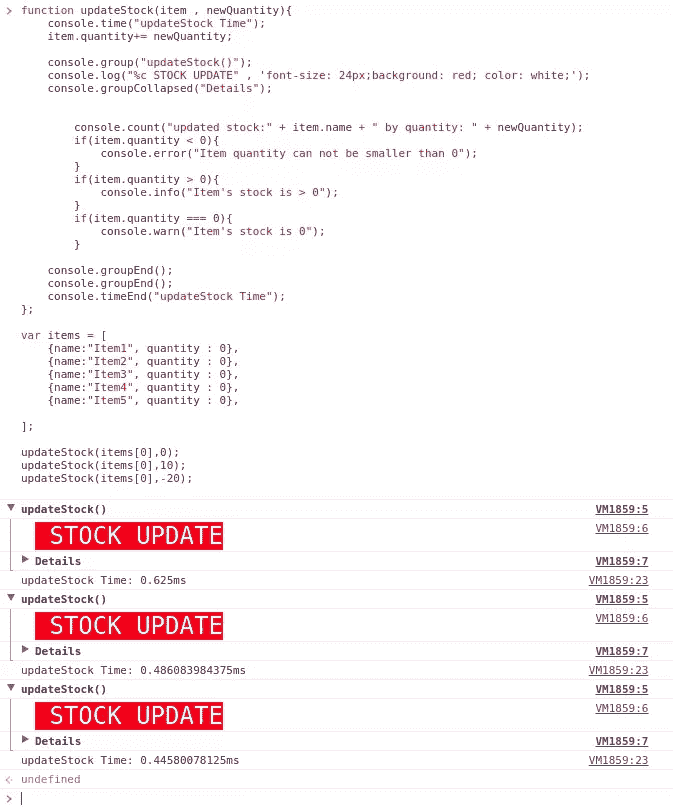 > function updateStock(item , newQuantity){
console.time("updateStock Time");
item.quantity+= newQuantity;
console.group("updateStock()");
console.log("%c STOCK UPDATE" , 'font-size: 24px;background: red; color: white;');
console.groupCollapsed("Details");
console.count("updated stock:" + item.name + " by quantity: " + newQuantity);
if(item.quantity < 0){
console.error("Item quantity can not be smaller than 0");
}
if(item.quantity > 0){
console.info("Item's stock is > 0");
}
if(item.quantity === 0){
console.warn("Item's stock is 0");
}
console.groupEnd();
console.groupEnd();
console.timeEnd("updateStock Time");
};
var items = [
{name:"Item1", quantity : 0},
{name:"Item2", quantity : 0},
{name:"Item3", quantity : 0},
{name:"Item4", quantity : 0},
{name:"Item5", quantity : 0},
];
updateStock(items[0],0);
updateStock(items[0],10);
updateStock(items[0],-20);
▼ updateStock() VM1859:5
STOCK UPDATE VM1859:6
▶ Details VM1859:7
updateStock Time: 0.625ms VM1859:23
▼ updateStock() VM1859:5
STOCK UPDATE VM1859:6
▶ Details VM1859:7
updateStock Time: 0.486083984375ms VM1859:23
▼ updateStock() VM1859:5
STOCK UPDATE VM1859:6
▶ Details VM1859:7
updateStock Time: 0.44580078125ms VM1859:23
< undefined
>